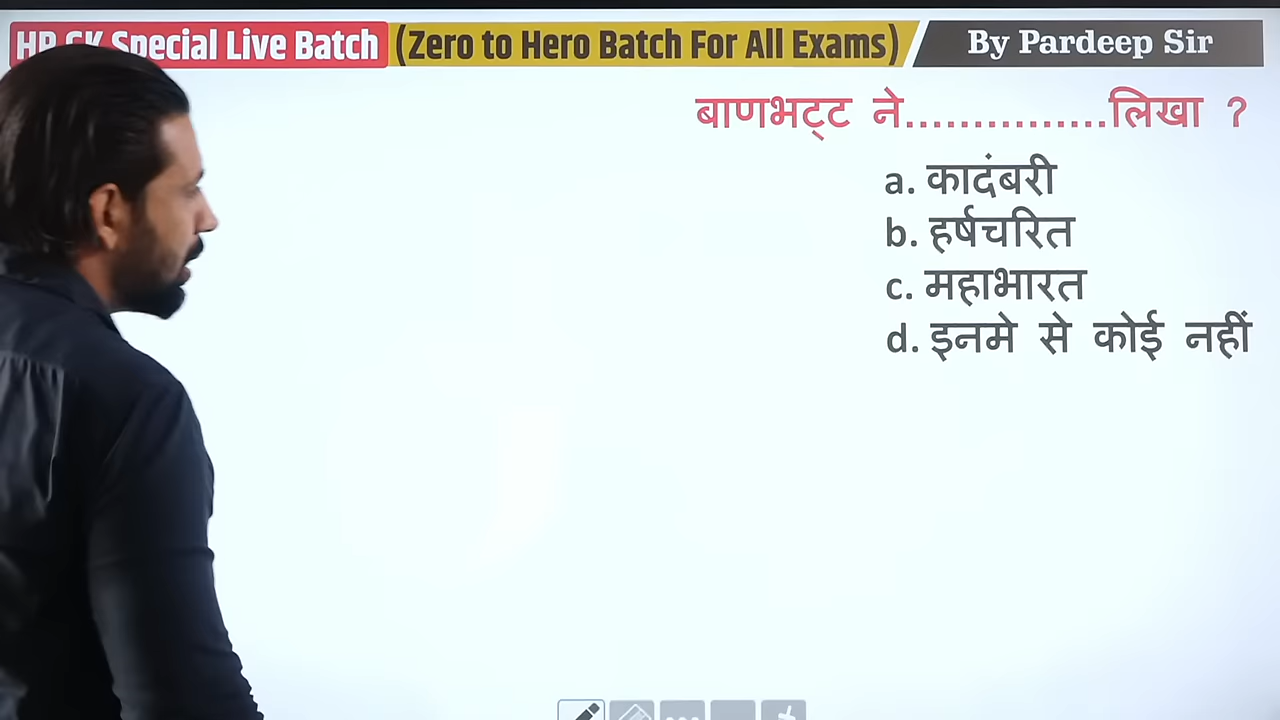 HP GK Special Live Batch (Zero to Hero Batch For All Exams) By Pardeep Sir
बाणभट्ट ने...............लिखा ?
a. कादंबरी
b. हर्षचरित
c. महाभारत
d. इनमे से कोई नहीं